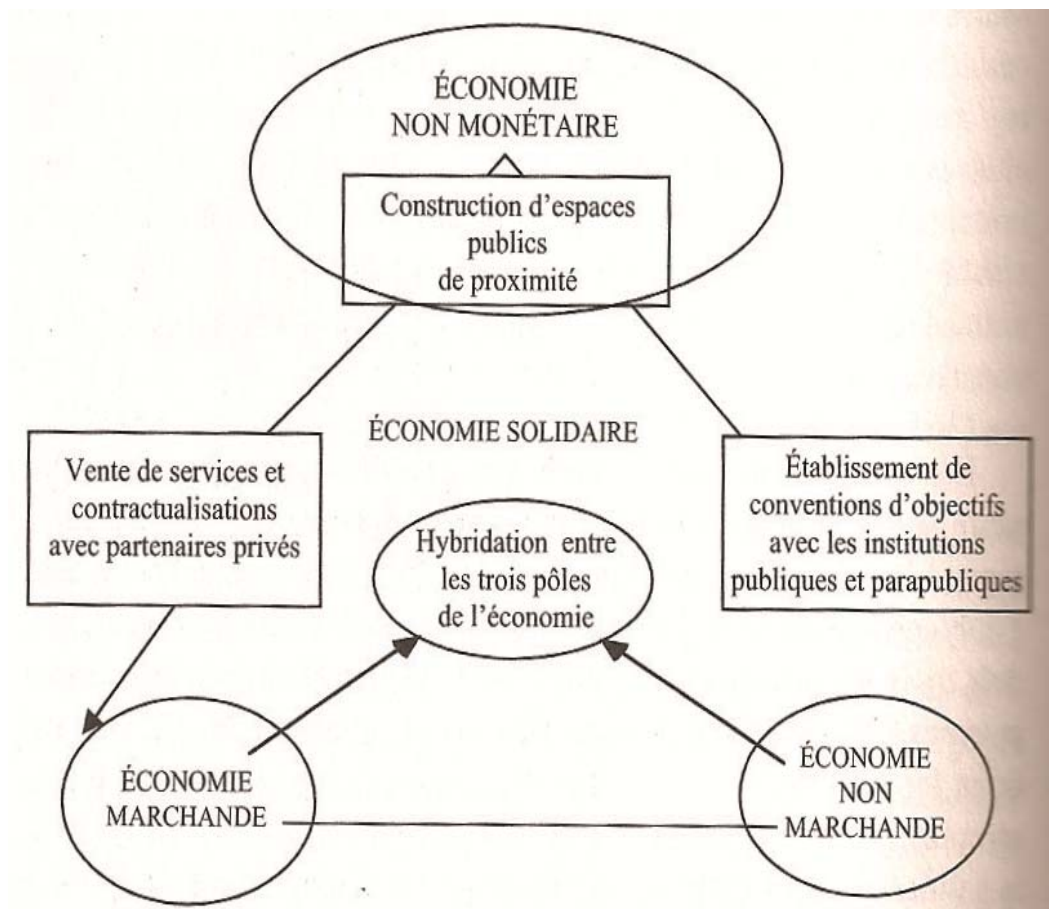 ÉCONOMIE
NON MONÉTAIRE
Construction d'espaces
publics
de proximité
ÉCONOMIE SOLIDAIRE
Vente de services et
contractualisations
avec partenaires privés
Établissement de
conventions d'objectifs
avec les institutions
publiques et parapubliques
Hybridation entre
les trois pôles
de l'économie
ÉCONOMIE
MARCHANDE
ÉCONOMIE
NON
MARCHANDE